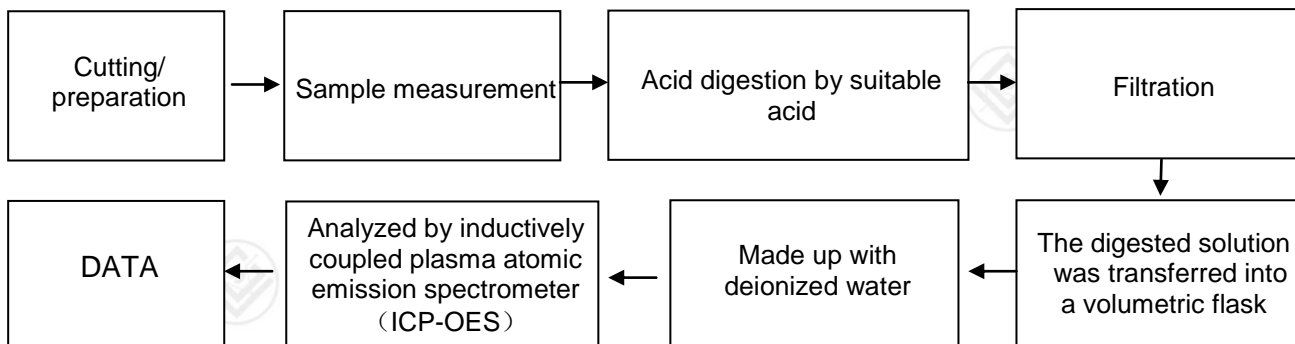 Cutting/
preparation
Sample measurement
Acid digestion by suitable
acid
Filtration
The digested solution
was transferred into
a volumetric flask
Made up with
deionized water
Analyzed by inductively
coupled plasma atomic
emission spectrometer
（ICP-OES）
DATA